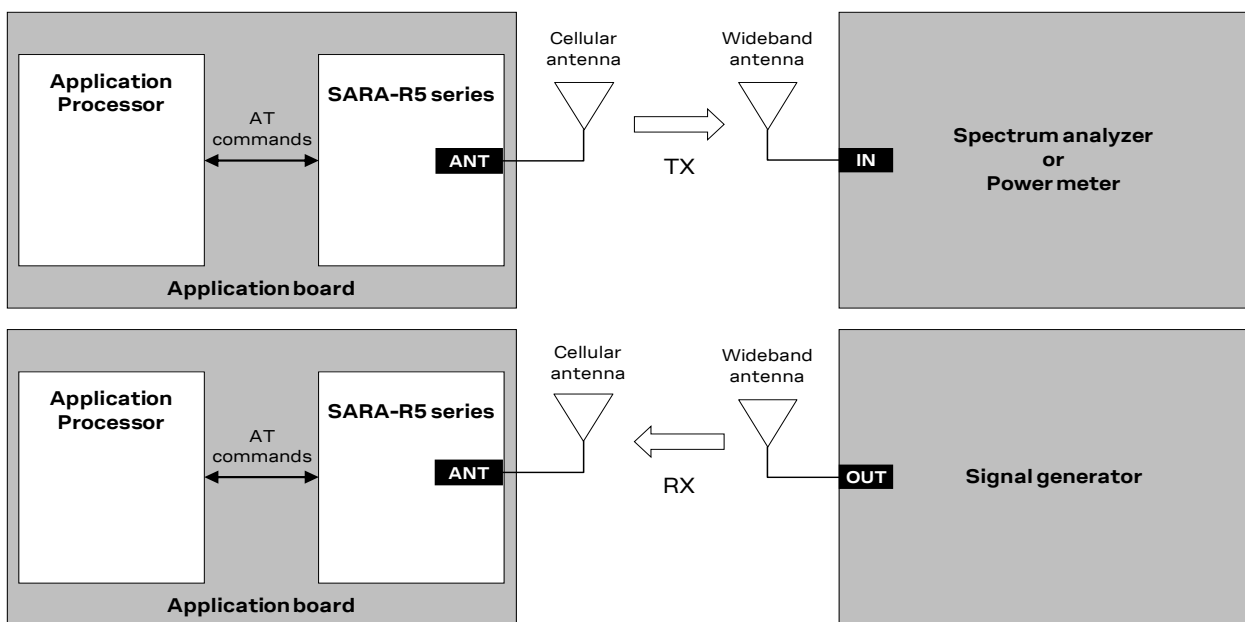 Application
Processor
AT
commands
SARA-R5 series
ANT
Application board
Cellular
antenna
TX
Wideband
antenna
IN
Spectrum analyzer
or
Power meter
Application
Processor
AT
commands
SARA-R5 series
ANT
Application board
Cellular
antenna
RX
Wideband
antenna
OUT
Signal generator